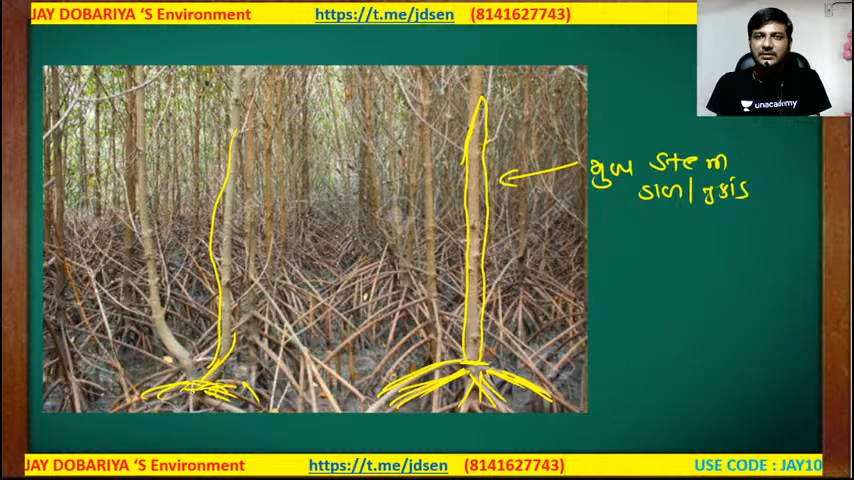 JAY DOBARIYA ‘S Environment https://t.me/jdsen (8141627743)
unacademy
મુખ્ય stem
ડાળ | પ્રકાંડ
JAY DOBARIYA ‘S Environment https://t.me/jdsen (8141627743) USE CODE : JAY10